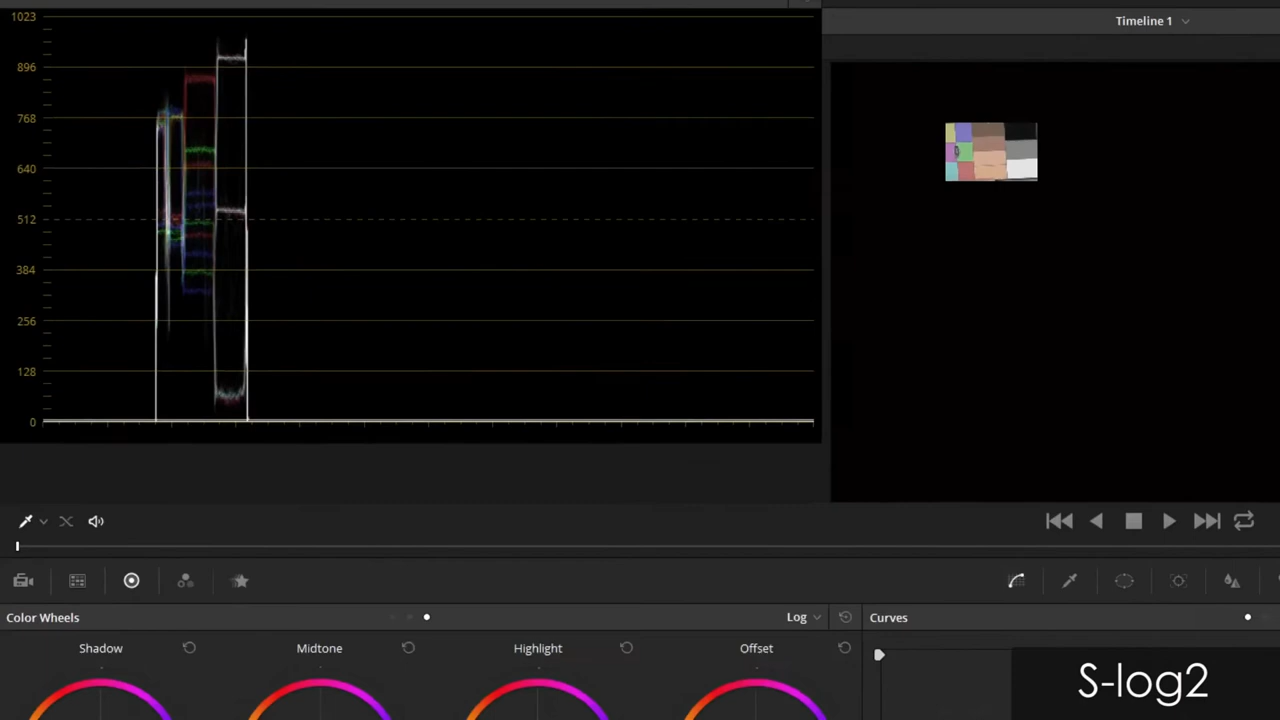 Timeline 1
1023
896
768
640
512
384
256
128
0
Color Wheels
Log
Curves
Shadow
Midtone
Highlight
Offset
S-log2